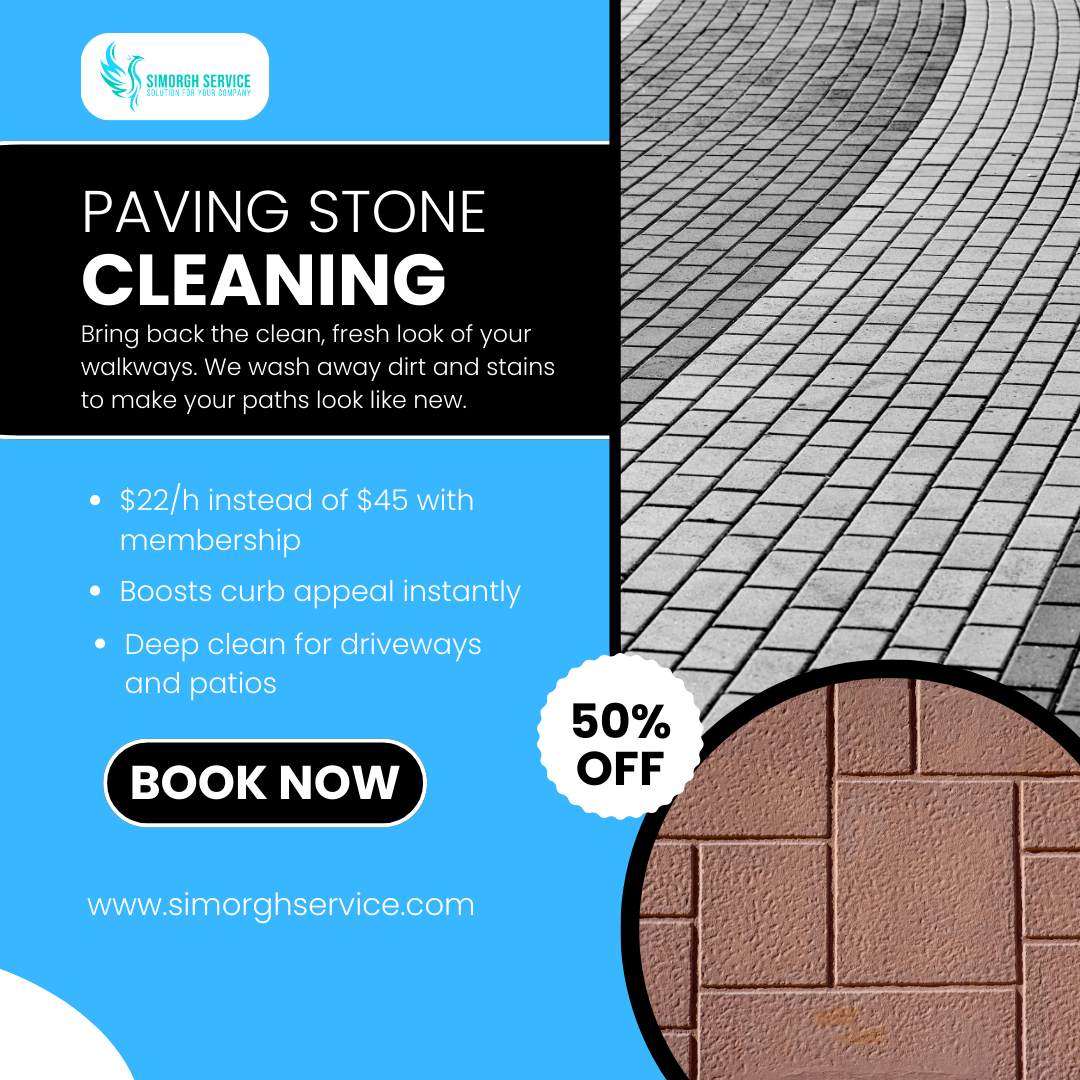 SIMORGH SERVICE
SOLUTION FOR YOUR COMPANY
PAVING STONE
CLEANING
Bring back the clean, fresh look of your
walkways. We wash away dirt and stains
to make your paths look like new.
• $22/h instead of $45 with
membership
• Boosts curb appeal instantly
• Deep clean for driveways
and patios
50%
OFF
BOOK NOW
www.simorghservice.com